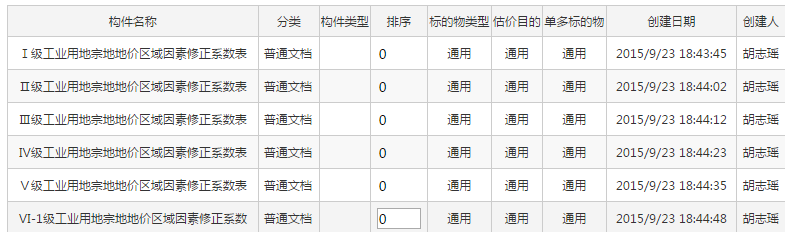 构件名称 分类 构件类型 排序 标的物类型 估价目的 单多标的物 创建日期 创建人
Ⅰ级工业用地宗地地价区域因素修正系数表 普通文档 0 通用 通用 通用 2015/9/23 18:43:45 胡志瑶
Ⅱ级工业用地宗地地价区域因素修正系数表 普通文档 0 通用 通用 通用 2015/9/23 18:44:02 胡志瑶
Ⅲ级工业用地宗地地价区域因素修正系数表 普通文档 0 通用 通用 通用 2015/9/23 18:44:12 胡志瑶
Ⅳ级工业用地宗地地价区域因素修正系数表 普通文档 0 通用 通用 通用 2015/9/23 18:44:23 胡志瑶
Ⅴ级工业用地宗地地价区域因素修正系数表 普通文档 0 通用 通用 通用 2015/9/23 18:44:35 胡志瑶
Ⅵ-1级工业用地宗地地价区域因素修正系数 普通文档 0 通用 通用 通用 2015/9/23 18:44:48 胡志瑶